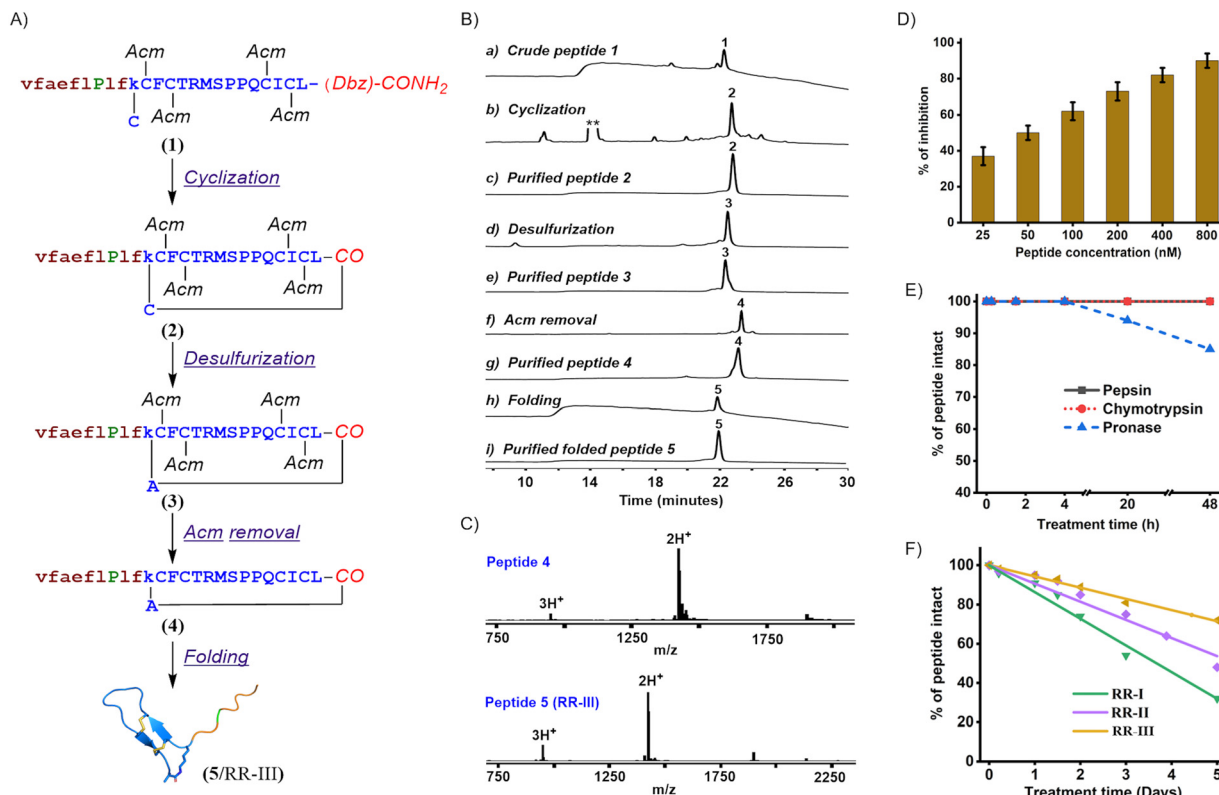 A)
Acm
Acm
vfaeflPlfkCFCTRMSPPQCICL-(Dbz)-CONH2
C
Acm
Acm
(1)
Cyclization
Acm
Acm
vfaeflPlfkCFCTRMSPPQCICL-CO
Acm
Acm
C
(2)
Desulfurization
Acm
Acm
vfaeflPlfkCFCTRMSPPQCICL-CO
Acm
Acm
A
(3)
Acm removal
vfaeflPlfkCFCTRMSPPQCICL-CO
A
(4)
Folding
(5/RR-III)
B)
a) Crude peptide 1
1
b) Cyclization
**
2
c) Purified peptide 2
2
d) Desulfurization
3
e) Purified peptide 3
3
f) Acm removal
4
g) Purified peptide 4
4
h) Folding
5
i) Purified folded peptide 5
5
10 14 18 22 26 30
Time (minutes)
C)
Peptide 4
2H+
3H+
750 1250 1750
m/z
Peptide 5 (RR-III)
2H+
3H+
750 1250 1750 2250
m/z
D)
% of inhibition
100
80
60
40
20
0
25 50 100 200 400 800
Peptide concentration (nM)
E)
% of peptide intact
100
90
80
70
60
50
40
Pepsin
Chymotrypsin
Pronase
0 2 4 20 48
Treatment time (h)
F)
% of peptide intact
100
80
60
40
20
0
RR-I
RR-II
RR-III
0 1 2 3 4 5
Treatment time (Days)